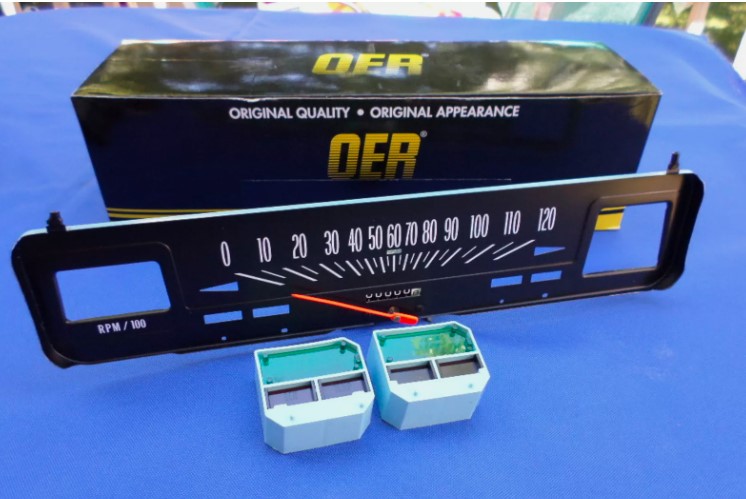 OER
ORIGINAL QUALITY • ORIGINAL APPEARANCE
OER®
0 10 20 30 40 50 60 70 80 90 100 110 120
RPM / 100